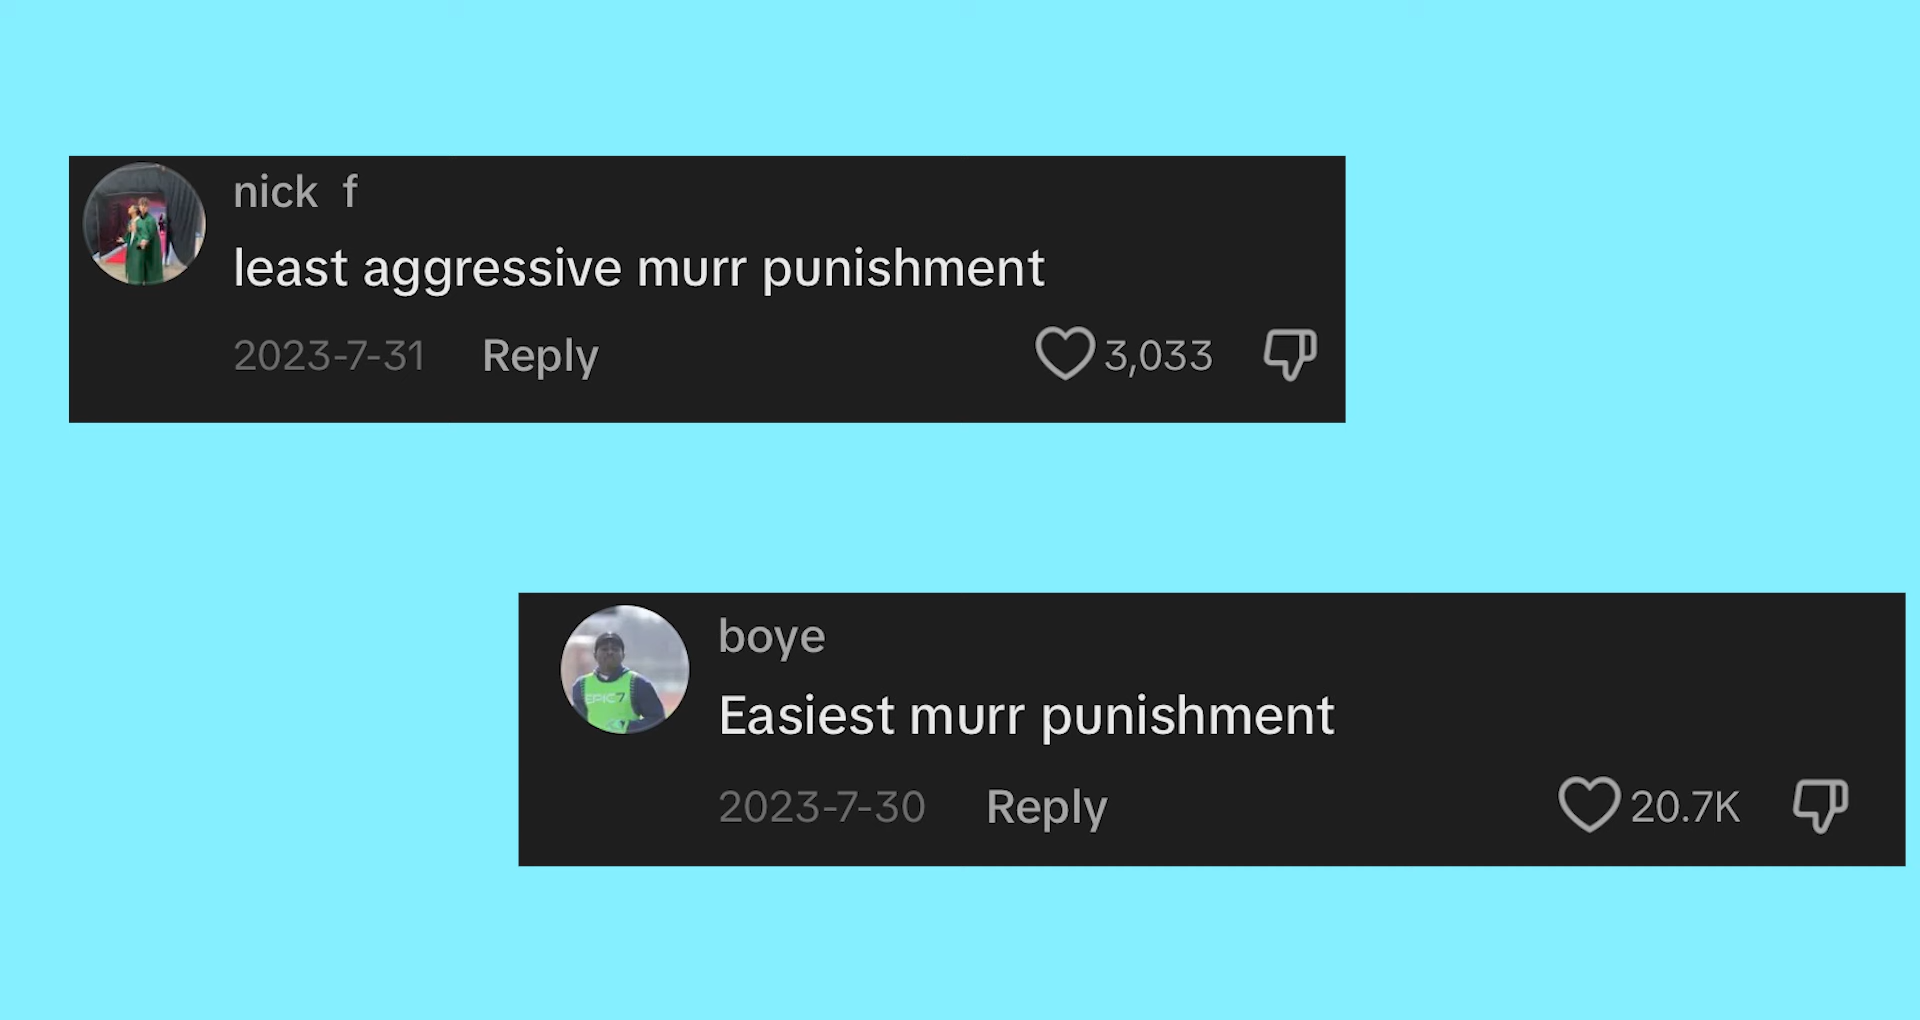 nick f
least aggressive murr punishment
2023-7-31 Reply 3,033
boye
EPIC7
Easiest murr punishment
2023-7-30 Reply 20.7K